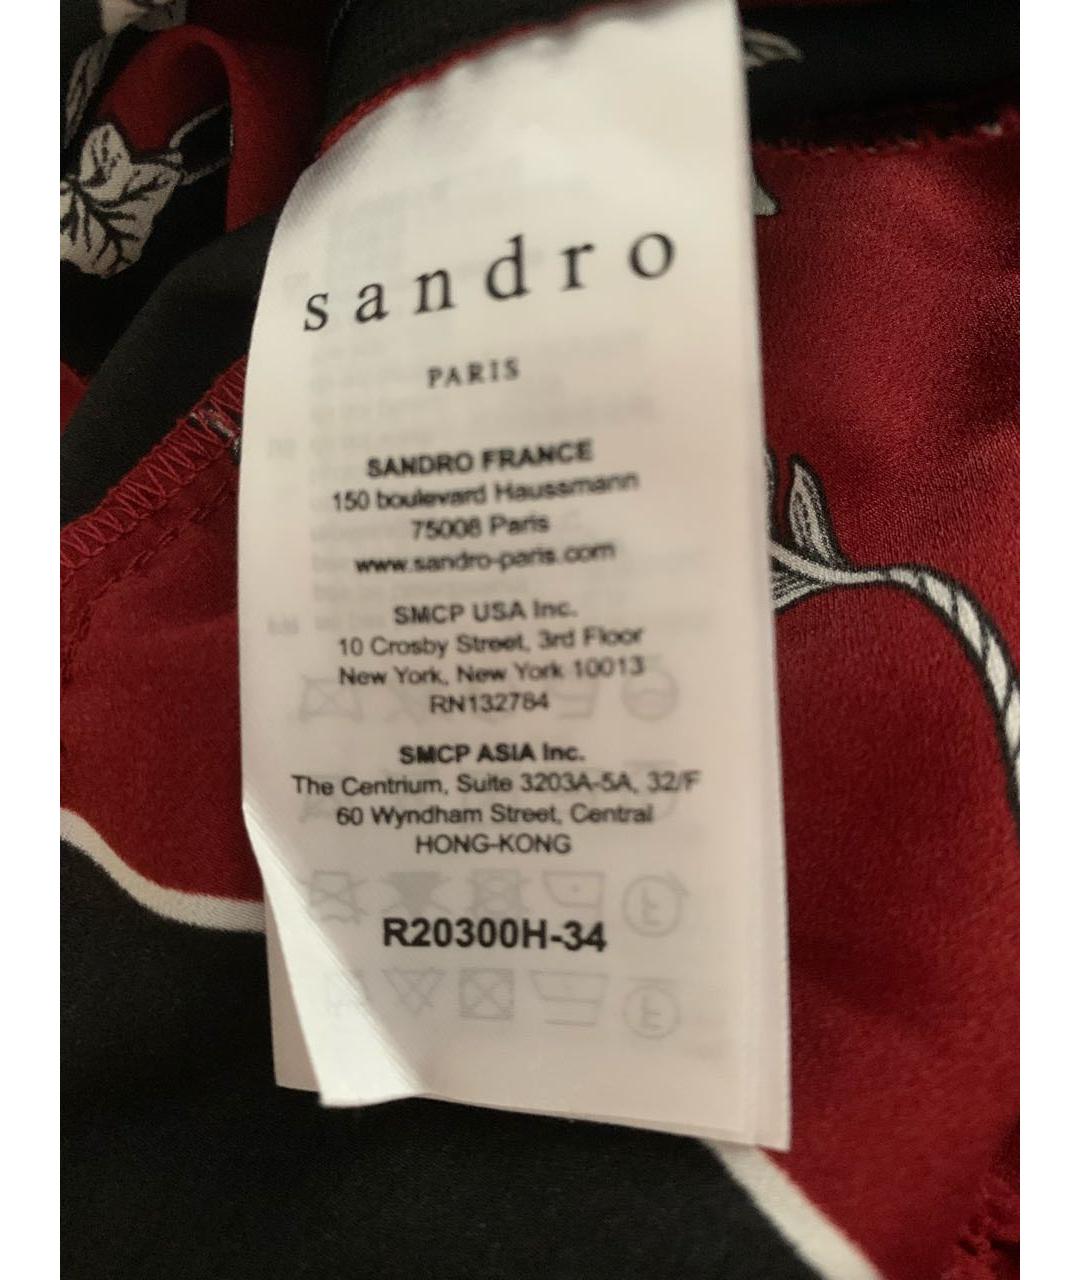 sandro
PARIS
SANDRO FRANCE
150 boulevard Haussmann
75008 Paris
www.sandro-paris.com
SMCP USA Inc.
10 Crosby Street, 3rd Floor
New York, New York 10013
RN132784
SMCP ASIA Inc.
The Centrium, Suite 3203A-5A, 32/F
60 Wyndham Street, Central
HONG-KONG
R20300H-34